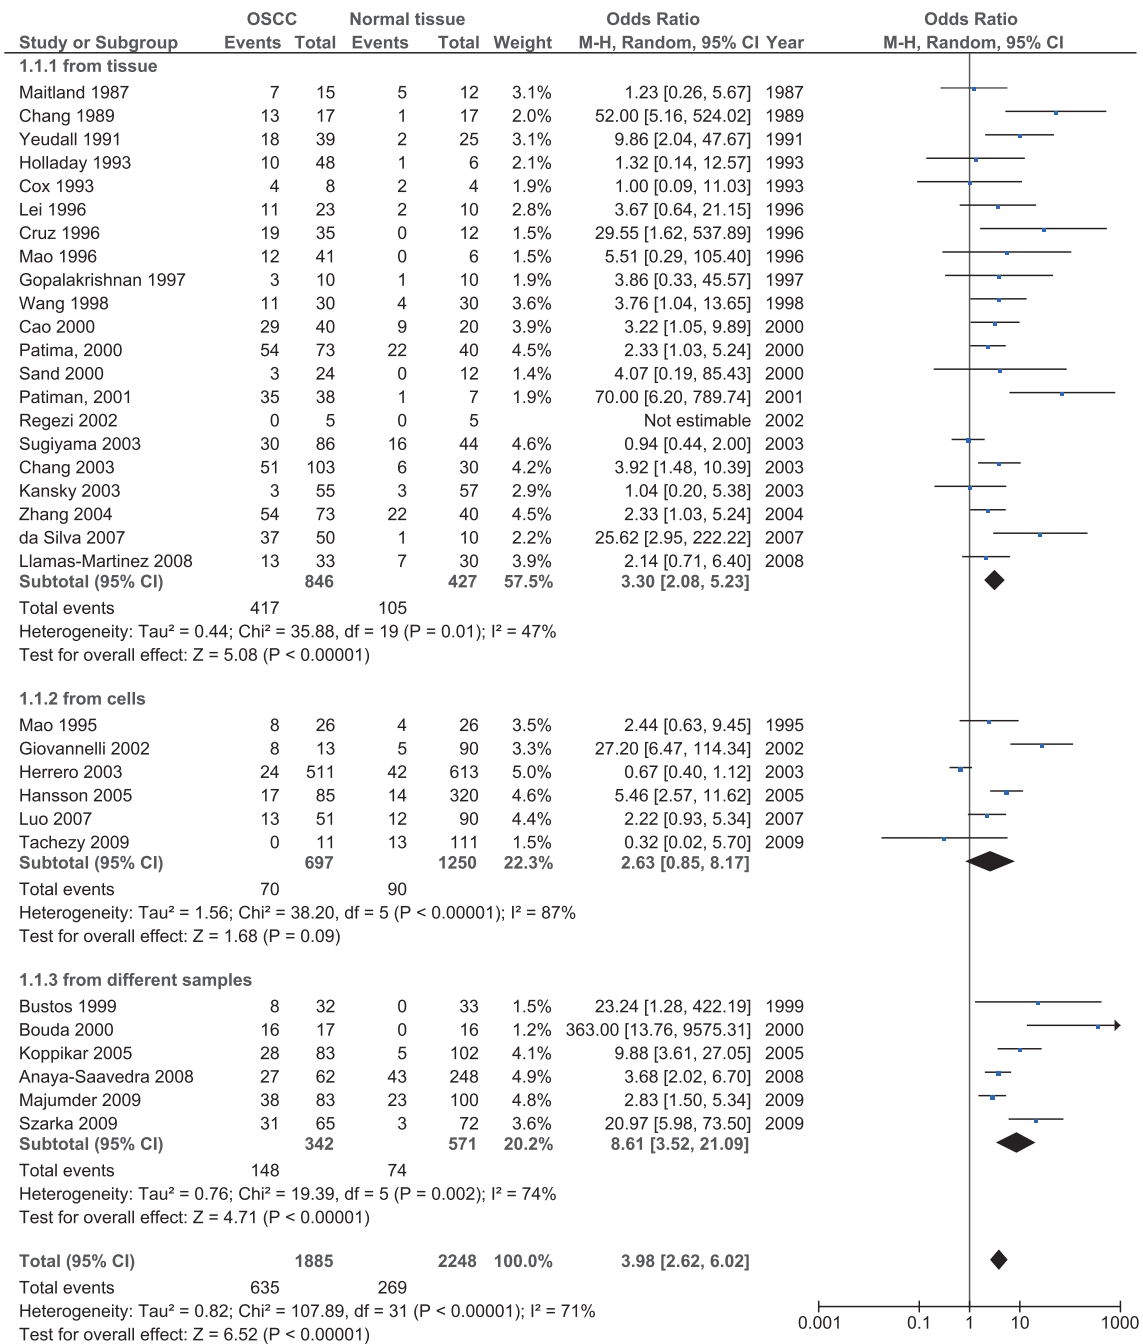 OSCC Normal tissue Odds Ratio Odds Ratio
Study or Subgroup Events Total Events Total Weight M-H, Random, 95% CI Year M-H, Random, 95% CI
1.1.1 from tissue
Maitland 1987 7 15 5 12 3.1% 1.23 [0.26, 5.67] 1987
Chang 1989 13 17 1 17 2.0% 52.00 [5.16, 524.02] 1989
Yeudall 1991 18 39 2 25 3.1% 9.86 [2.04, 47.67] 1991
Holladay 1993 10 48 1 6 2.1% 1.32 [0.14, 12.57] 1993
Cox 1993 4 8 2 4 1.9% 1.00 [0.09, 11.03] 1993
Lei 1996 11 23 2 10 2.8% 3.67 [0.64, 21.15] 1996
Cruz 1996 19 35 0 12 1.5% 29.55 [1.62, 537.89] 1996
Mao 1996 12 41 0 6 1.5% 5.51 [0.29, 105.40] 1996
Gopalakrishnan 1997 3 10 1 10 1.9% 3.86 [0.33, 45.57] 1997
Wang 1998 11 30 4 30 3.6% 3.76 [1.04, 13.65] 1998
Cao 2000 29 40 9 20 3.9% 3.22 [1.05, 9.89] 2000
Patima, 2000 54 73 22 40 4.5% 2.33 [1.03, 5.24] 2000
Sand 2000 3 24 0 12 1.4% 4.07 [0.19, 85.43] 2000
Patiman, 2001 35 38 1 7 1.9% 70.00 [6.20, 789.74] 2001
Regezi 2002 0 5 0 5 Not estimable 2002
Sugiyama 2003 30 86 16 44 4.6% 0.94 [0.44, 2.00] 2003
Chang 2003 51 103 6 30 4.2% 3.92 [1.48, 10.39] 2003
Kansky 2003 3 55 3 57 2.9% 1.04 [0.20, 5.38] 2003
Zhang 2004 54 73 22 40 4.5% 2.33 [1.03, 5.24] 2004
da Silva 2007 37 50 1 10 2.2% 25.62 [2.95, 222.22] 2007
Llamas-Martinez 2008 13 33 7 30 3.9% 2.14 [0.71, 6.40] 2008
Subtotal (95% CI) 846 427 57.5% 3.30 [2.08, 5.23]
Total events 417 105
Heterogeneity: Tau² = 0.44; Chi² = 35.88, df = 19 (P = 0.01); I² = 47%
Test for overall effect: Z = 5.08 (P < 0.00001)
1.1.2 from cells
Mao 1995 8 26 4 26 3.5% 2.44 [0.63, 9.45] 1995
Giovannelli 2002 8 13 5 90 3.3% 27.20 [6.47, 114.34] 2002
Herrero 2003 24 511 42 613 5.0% 0.67 [0.40, 1.12] 2003
Hansson 2005 17 85 14 320 4.6% 5.46 [2.57, 11.62] 2005
Luo 2007 13 51 12 90 4.0% 2.22 [0.93, 5.34] 2007
Tachezy 2009 0 11 13 111 1.5% 0.32 [0.02, 5.70] 2009
Subtotal (95% CI) 697 1250 22.3% 2.63 [0.85, 8.17]
Total events 70 90
Heterogeneity: Tau² = 1.56; Chi² = 38.20, df = 5 (P < 0.00001); I² = 87%
Test for overall effect: Z = 1.68 (P = 0.09)
1.1.3 from different samples
Bustos 1999 8 32 0 33 1.5% 23.24 [1.28, 422.19] 1999
Bouda 2000 16 17 0 16 1.2% 363.00 [13.76, 9575.31] 2000
Koppikar 2005 28 83 5 102 4.1% 9.88 [3.61, 27.05] 2005
Anaya-Saavedra 2008 27 62 43 248 4.9% 3.68 [2.02, 6.70] 2008
Majumder 2009 38 83 23 100 4.8% 2.83 [1.50, 5.34] 2009
Szarka 2009 31 65 3 72 3.6% 20.97 [5.98, 73.50] 2009
Subtotal (95% CI) 342 571 20.2% 8.61 [3.52, 21.09]
Total events 148 74
Heterogeneity: Tau² = 0.76; Chi² = 19.39, df = 5 (P = 0.002); I² = 74%
Test for overall effect: Z = 4.71 (P < 0.00001)
Total (95% CI) 1885 2248 100.0% 3.98 [2.62, 6.02]
Total events 635 269
Heterogeneity: Tau² = 0.82; Chi² = 107.89, df = 31 (P < 0.00001); I² = 71%
Test for overall effect: Z = 6.52 (P < 0.00001)
0.001 0.1 1 10 1000